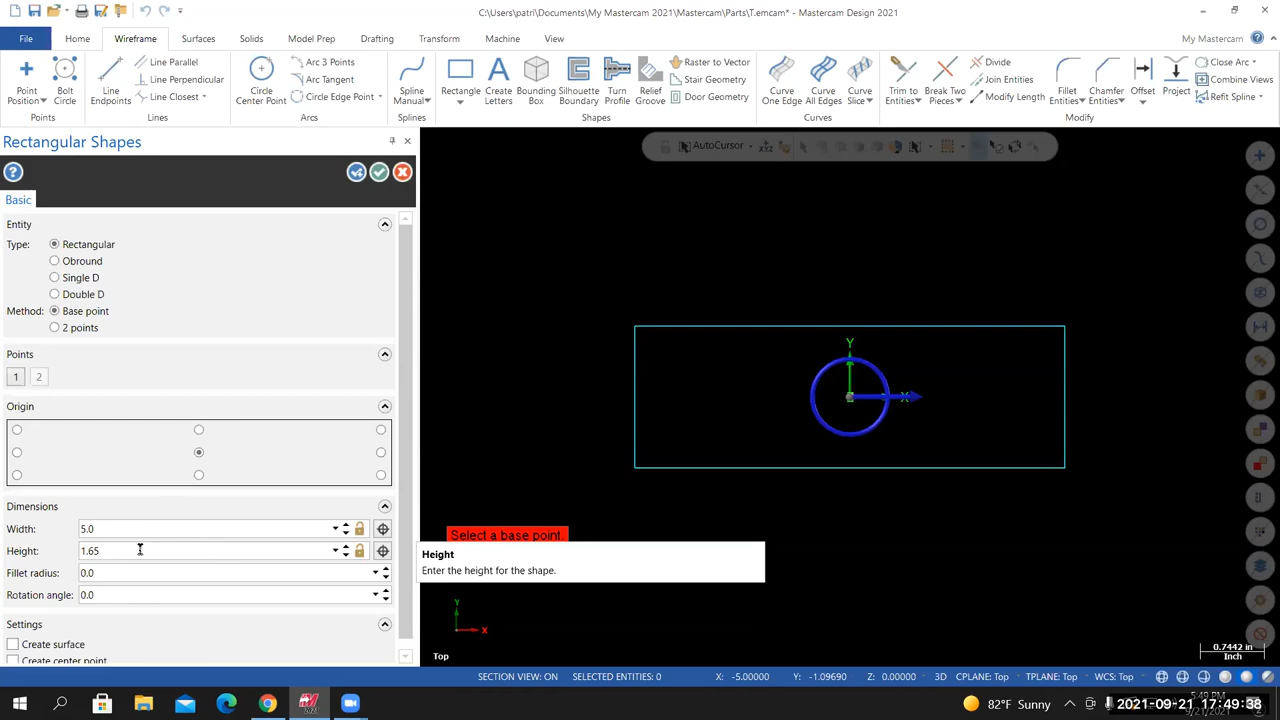 C:\Users\patri\Documents\My Mastercam 2021\Mastercam\Parts\T.emcam* - Mastercam Design 2021
File Home Wireframe Surfaces Solids Model Prep Drafting Transform Machine View My Mastercam
Point Position
Bolt Circle
Points
Line Endpoints
Line Parallel
Line Perpendicular
Line Closest
Lines
Circle Center Point
Arc 3 Points
Arc Tangent
Circle Edge Point
Arcs
Spline Manual
Splines
Rectangle
Create Letters
Bounding Box
Silhouette Boundary
Turn Profile
Relief Groove
Raster to Vector
Stair Geometry
Door Geometry
Shapes
Curve One Edge
Curve All Edges
Curve Slice
Curves
Trim to Entities
Break Two Pieces
Divide
Join Entities
Modify Length
Fillet Entities
Chamfer Entities
Offset
Project
Close Arc
Combine Views
Refit Spline
Modify
Rectangular Shapes
AutoCursor
Basic
Entity
Type: Rectangular
Obround
Single D
Double D
Method: Base point
2 points
Points
1 2
Origin
Dimensions
Width: 5.0
Height: 1.65
Fillet radius: 0.0
Rotation angle: 0.0
Settings
Create surface
Create center point
Y
X
Select a base point.
Height
Enter the height for the shape.
Y
X
Top
0.7442 in
Inch
SECTION VIEW: ON SELECTED ENTITIES: 0 X: -5.00000 Y: -1.09690 Z: 0.00000 3D CPLANE: Top TPLANE: Top WCS: Top
82°F Sunny
5:49 PM
2021-09-21 17:49:38
9/21/2021